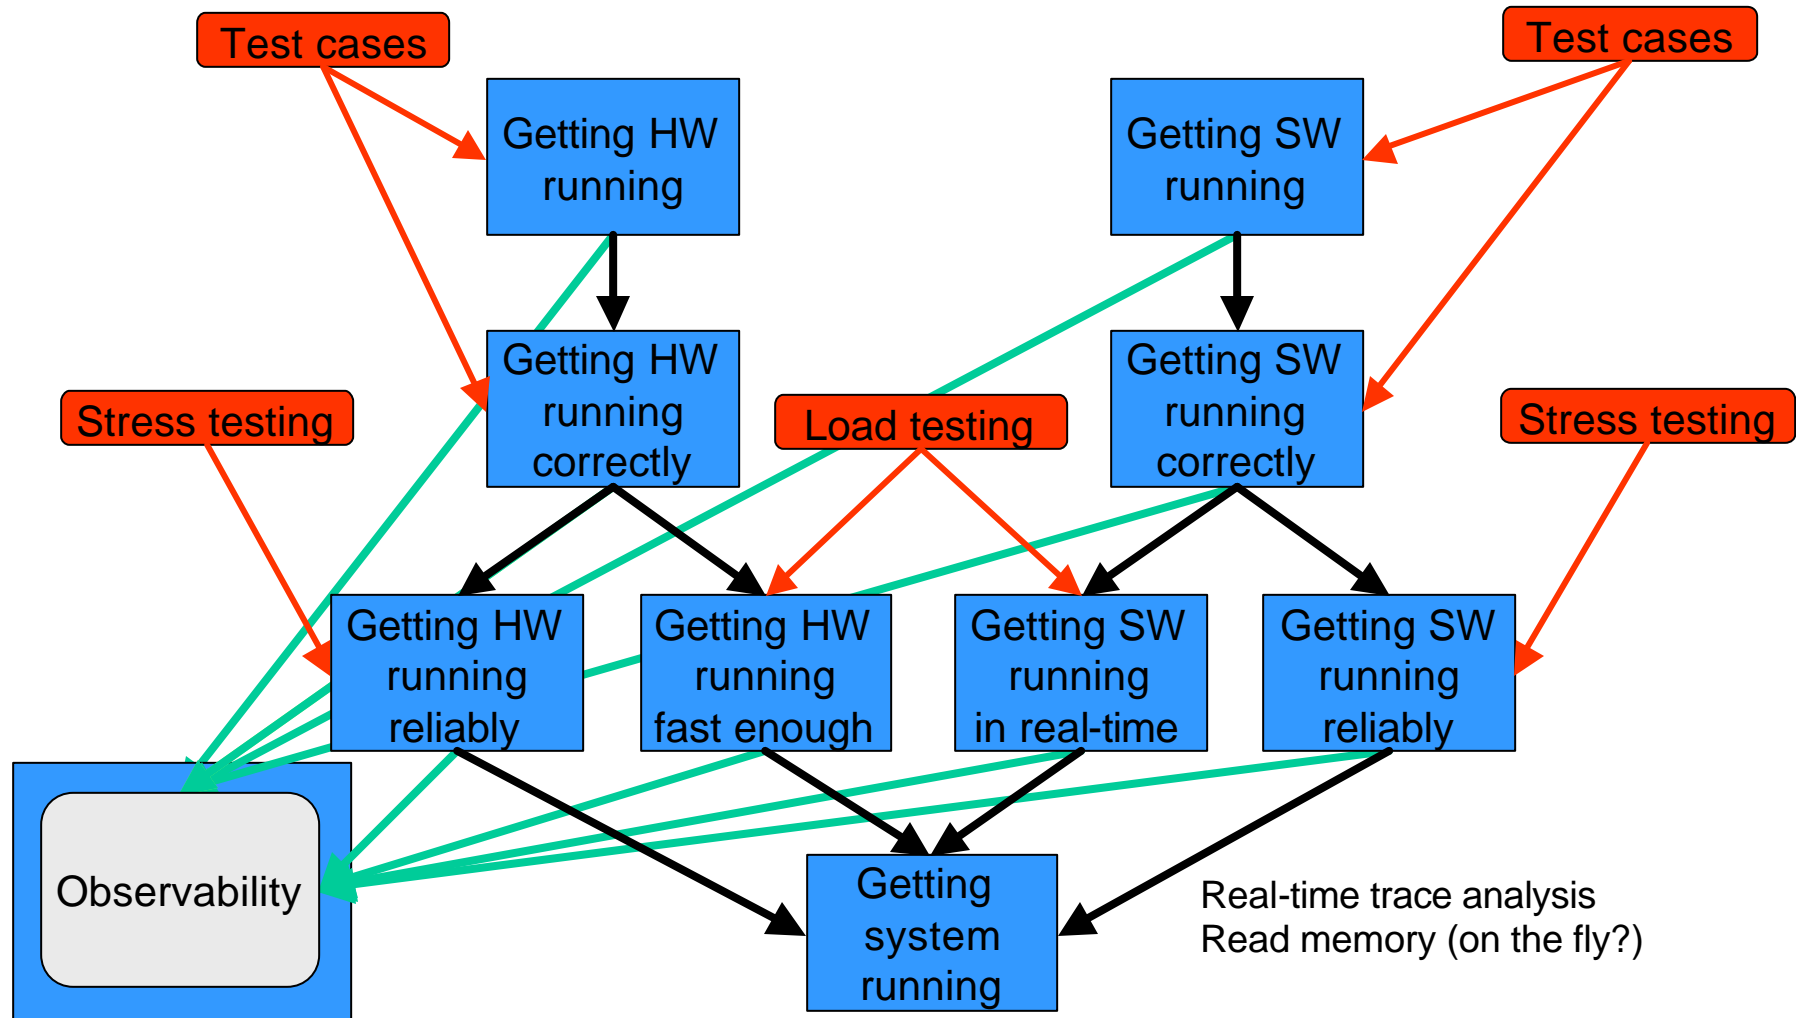 Test cases
Test cases
Getting HW
running
Getting SW
running
Getting HW
running
correctly
Getting SW
running
correctly
Stress testing
Load testing
Stress testing
Getting HW
running
reliably
Getting HW
running
fast enough
Getting SW
running
in real-time
Getting SW
running
reliably
Observability
Getting
system
running
Real-time trace analysis
Read memory (on the fly?)